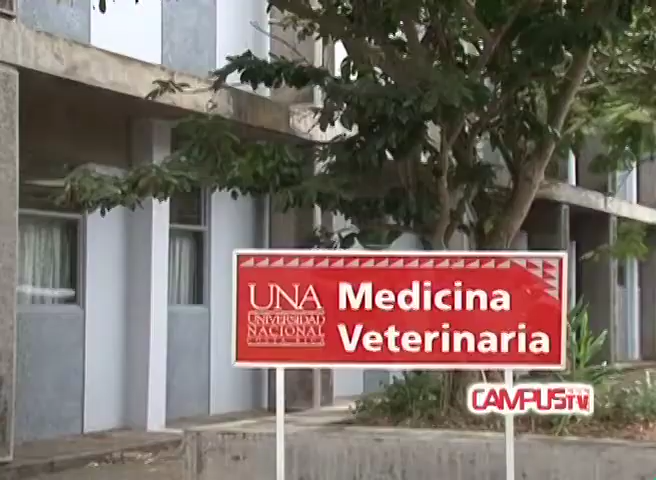 UNA
UNIVERSIDAD
NACIONAL
COSTA RICA
Medicina
Veterinaria
CAMPUSTV